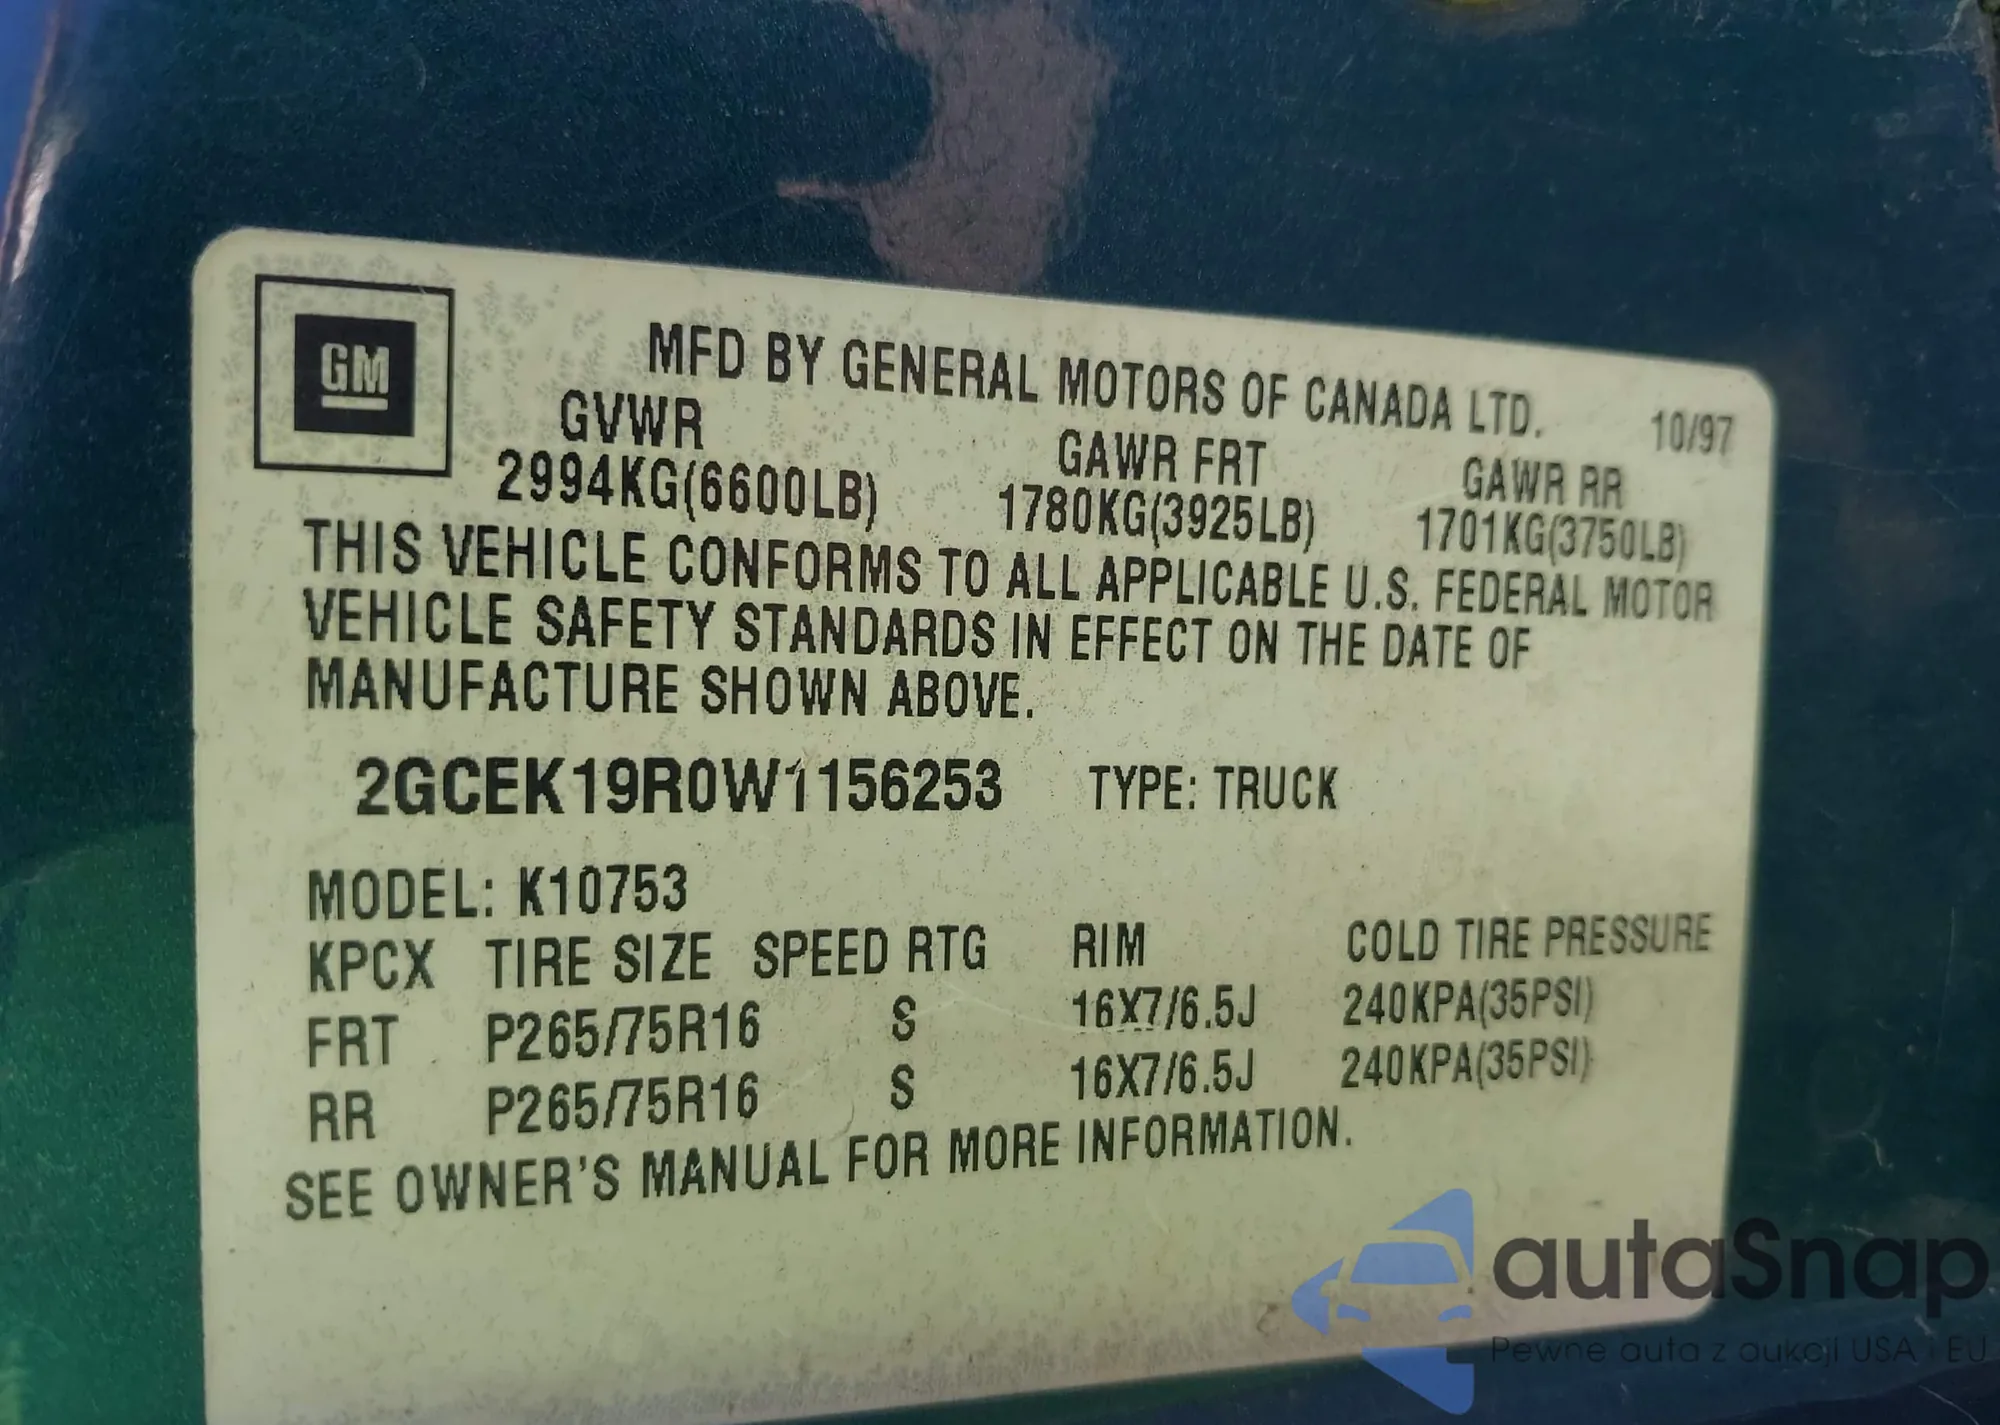 GM
MFD BY GENERAL MOTORS OF CANADA LTD. 10/97
GVWR GAWR FRT GAWR RR
2994KG(6600LB) 1780KG(3925LB) 1701KG(3750LB)
THIS VEHICLE CONFORMS TO ALL APPLICABLE U.S. FEDERAL MOTOR
VEHICLE SAFETY STANDARDS IN EFFECT ON THE DATE OF
MANUFACTURE SHOWN ABOVE.
2GCEK19R0W1156253 TYPE: TRUCK
MODEL: K10753
KPCX TIRE SIZE SPEED RTG RIM COLD TIRE PRESSURE
FRT P265/75R16 S 16X7/6.5J 240KPA(35PSI)
RR P265/75R16 S 16X7/6.5J 240KPA(35PSI)
SEE OWNER'S MANUAL FOR MORE INFORMATION.
autaSnap
Pewne auta z aukcji USA i EU